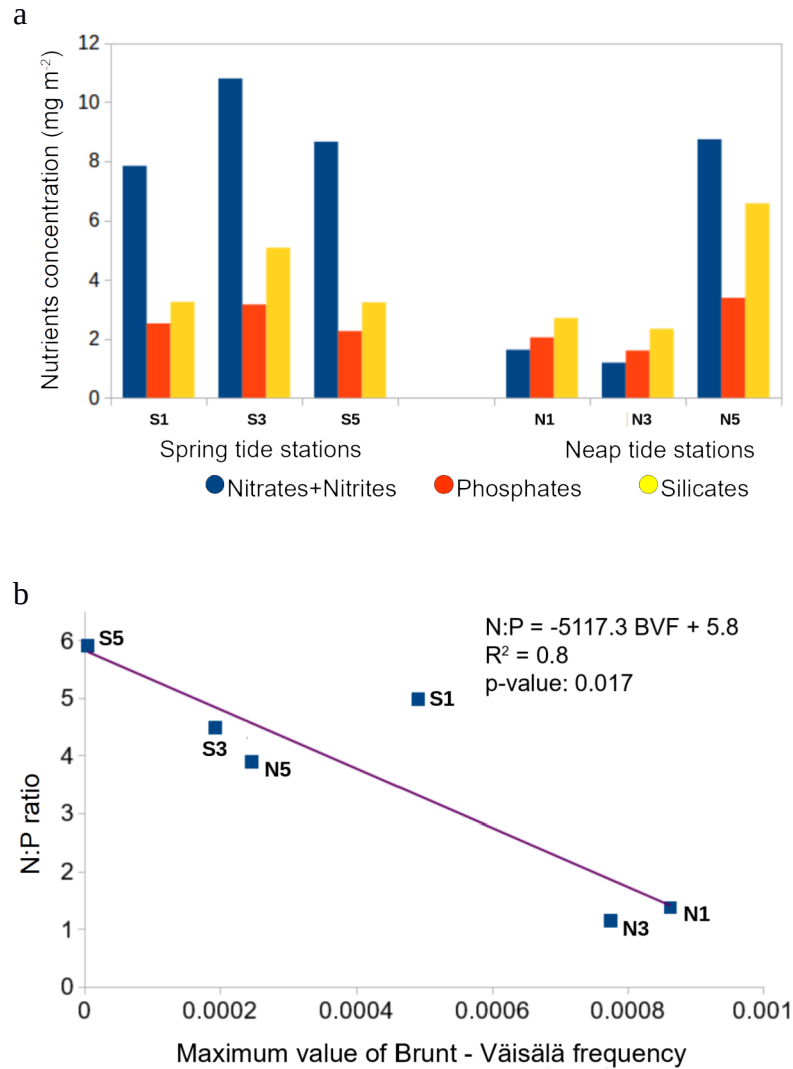 a
Nutrients concentration (mg m⁻²)
12
10
8
6
4
2
0
S1 S3 S5 N1 N3 N5
Spring tide stations Neap tide stations
Nitrates+Nitrites Phosphates Silicates
b
N:P = -5117.3 BVF + 5.8
R² = 0.8
p-value: 0.017
N:P ratio
6
5
4
3
2
1
0
S5
S1
S3
N5
N1
N3
0 0.0002 0.0004 0.0006 0.0008 0.001
Maximum value of Brunt - Väisälä frequency